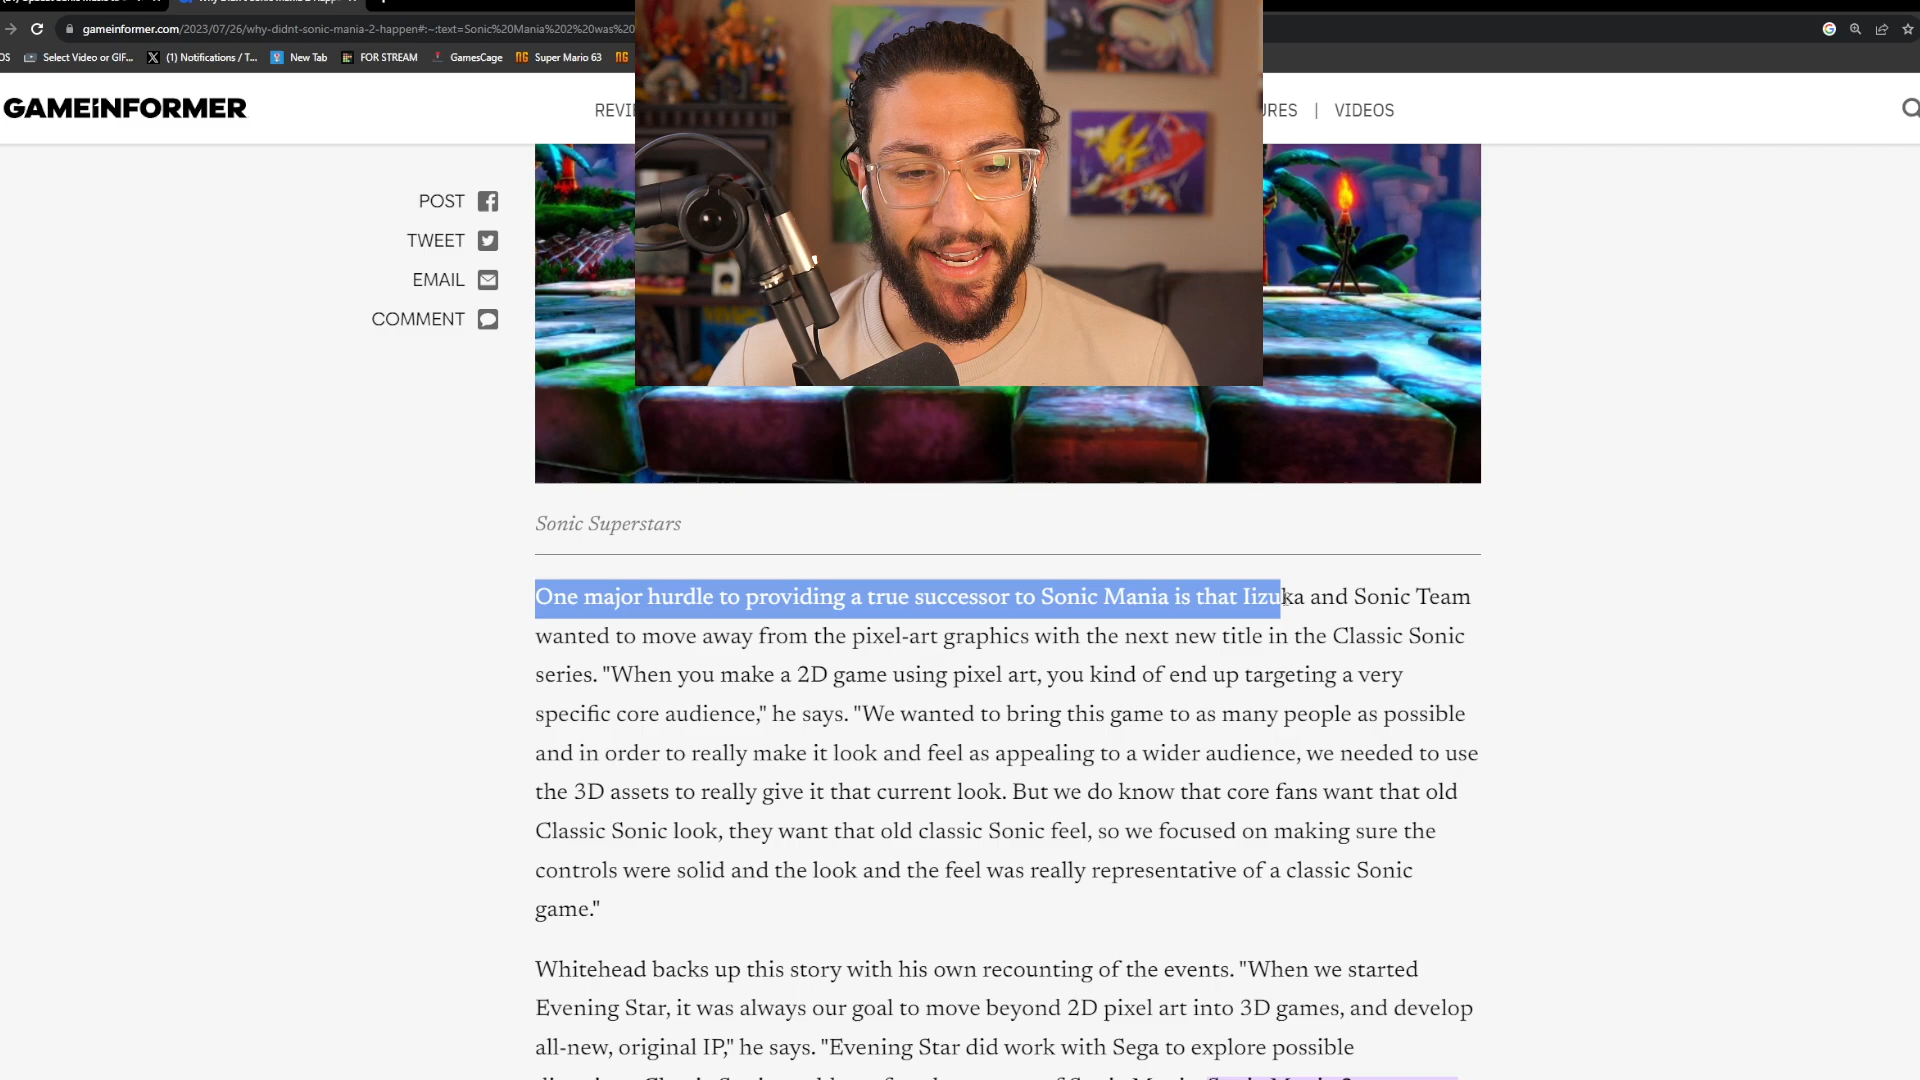 gameinformer.com/2023/07/26/why-didnt-sonic-mania-2-happen#:~:text=Sonic%20Mania%202%20was%20
Select Video or GIF...
(1) Notifications / T...
New Tab
FOR STREAM
GamesCage
Super Mario 63
GAMEiNFORMER
VIDEOS
POST
TWEET
EMAIL
COMMENT
Sonic Superstars
One major hurdle to providing a true successor to Sonic Mania is that Iizuka and Sonic Team
wanted to move away from the pixel-art graphics with the next new title in the Classic Sonic
series. "When you make a 2D game using pixel art, you kind of end up targeting a very
specific core audience," he says. "We wanted to bring this game to as many people as possible
and in order to really make it look and feel as appealing to a wider audience, we needed to use
the 3D assets to really give it that current look. But we do know that core fans want that old
Classic Sonic look, they want that old classic Sonic feel, so we focused on making sure the
controls were solid and the look and the feel was really representative of a classic Sonic
game."
Whitehead backs up this story with his own recounting of the events. "When we started
Evening Star, it was always our goal to move beyond 2D pixel art into 3D games, and develop
all-new, original IP," he says. "Evening Star did work with Sega to explore possible